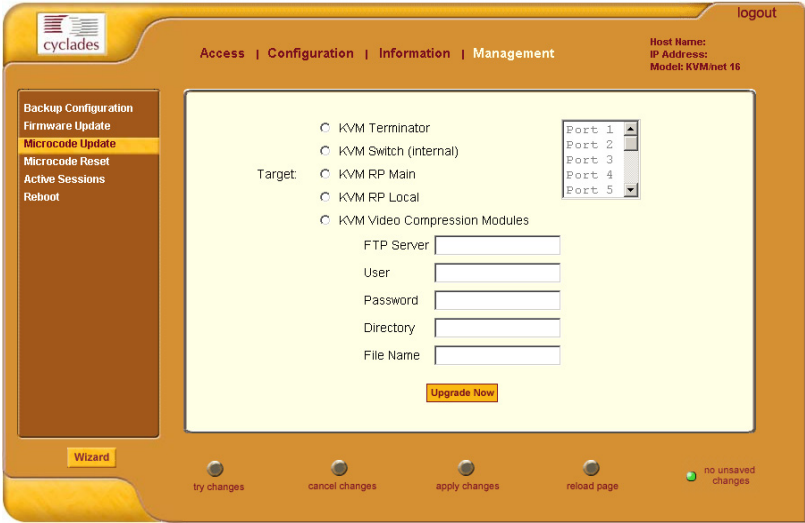 logout
cyclades
Access | Configuration | Information | Management
Host Name:
IP Address:
Model: KVM/net 16
Backup Configuration
Firmware Update
Microcode Update
Microcode Reset
Active Sessions
Reboot
Target:
KVM Terminator
KVM Switch (internal)
KVM RP Main
KVM RP Local
KVM Video Compression Modules
Port 1
Port 2
Port 3
Port 4
Port 5
FTP Server
User
Password
Directory
File Name
Upgrade Now
Wizard
try changes
cancel changes
apply changes
reload page
no unsaved
changes